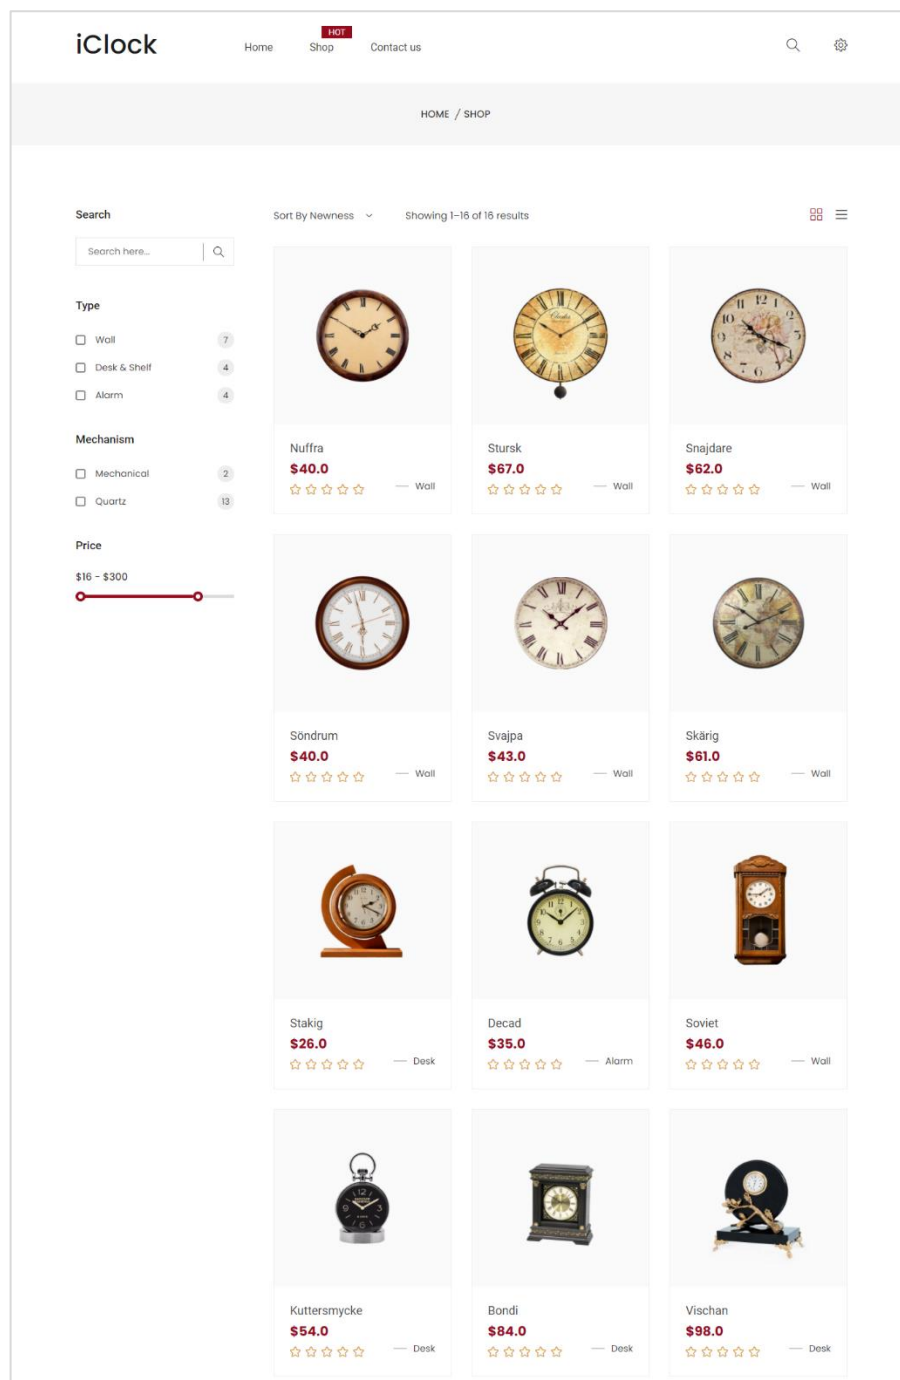 iClock
Home
HOT
Shop
Contact us
HOME / SHOP
Search
Search here...
Type
Wall 7
Desk & Shelf 4
Alarm 4
Mechanism
Mechanical 2
Quartz 13
Price
$16 - $300
Sort By Newness
Showing 1–16 of 16 results
Nuffra
$40.0
Wall
Stursk
$67.0
Wall
Snajdare
$62.0
Wall
Söndrum
$40.0
Wall
Svajpa
$43.0
Wall
Skärig
$61.0
Wall
Stakig
$26.0
Desk
Decad
$35.0
Alarm
Soviet
$46.0
Wall
Kuttersmycke
$54.0
Desk
Bondi
$84.0
Desk
Vischan
$98.0
Desk